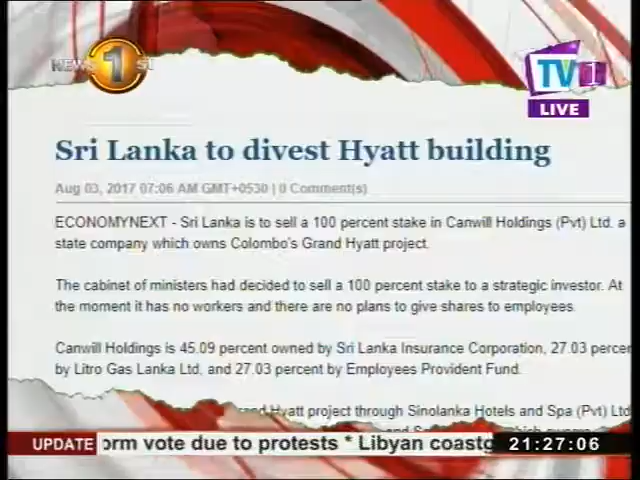 NEWS 1ST
TV 1
LIVE
Sri Lanka to divest Hyatt building
Aug 03, 2017 07:06 AM GMT+0530 | 0 Comment(s)
ECONOMYNEXT - Sri Lanka is to sell a 100 percent stake in Canwill Holdings (Pvt) Ltd. a
state company which owns Colombo's Grand Hyatt project.
The cabinet of ministers had decided to sell a 100 percent stake to a strategic investor. At
the moment it has no workers and there are no plans to give shares to employees.
Canwill Holdings is 45.09 percent owned by Sri Lanka Insurance Corporation, 27.03 percen
by Litro Gas Lanka Ltd, and 27.03 percent by Employees Provident Fund.
Hyatt project through Sinolanka Hotels and Spa (Pvt) Ltd
UPDATE orm vote due to protests * Libyan coastg 21:27:06